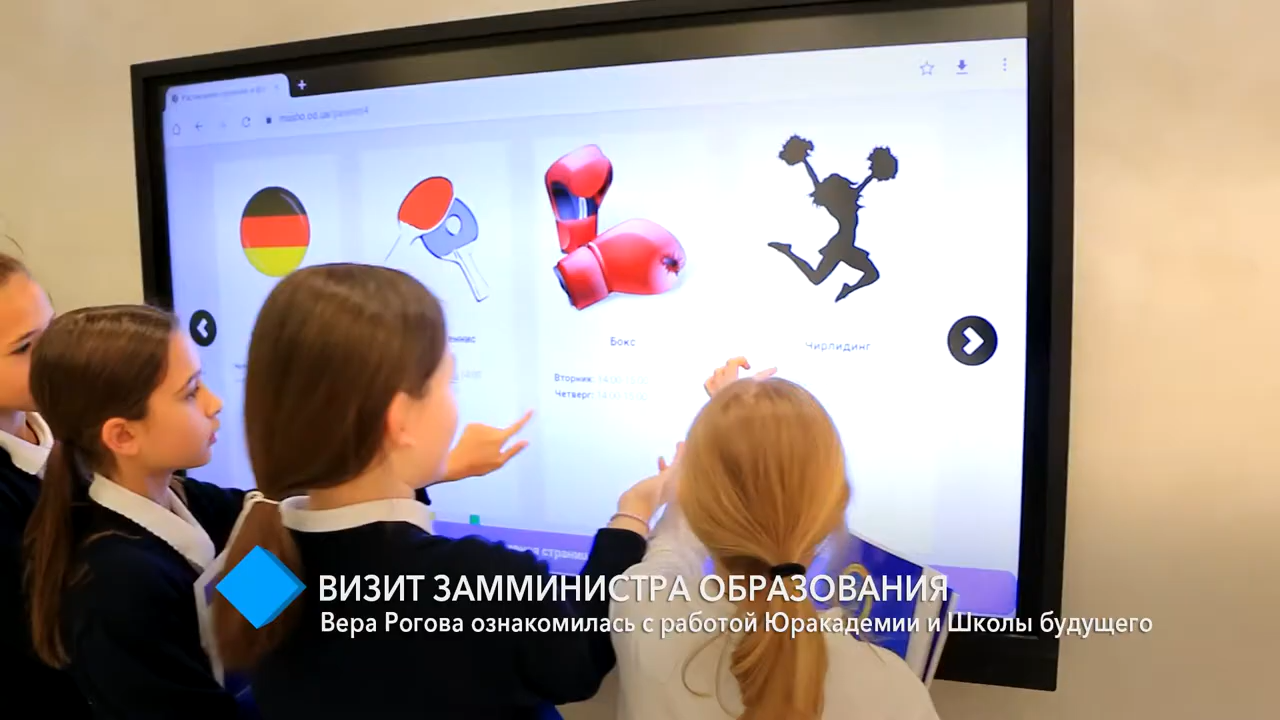 Бокс
Чирлидинг
Вторник:
Четверг:
ВИЗИТ ЗАММИНИСТРА ОБРАЗОВАНИЯ
Вера Рогова ознакомилась с работой Юракадемии и Школы будущего